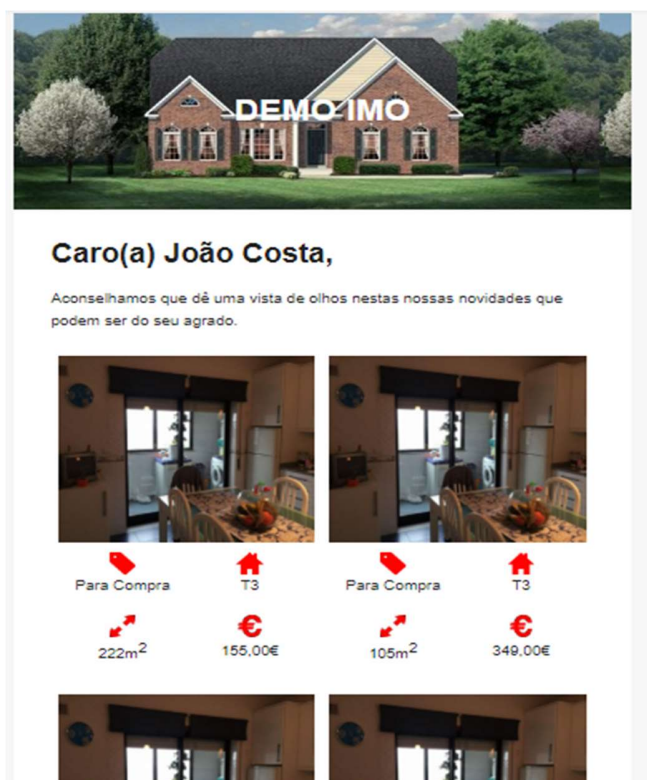 DEMO IMO
Caro(a) João Costa,
Aconselhamos que dê uma vista de olhos nestas nossas novidades que
podem ser do seu agrado.
Para Compra T3 Para Compra T3
222m² 155,00€ 105m² 349,00€